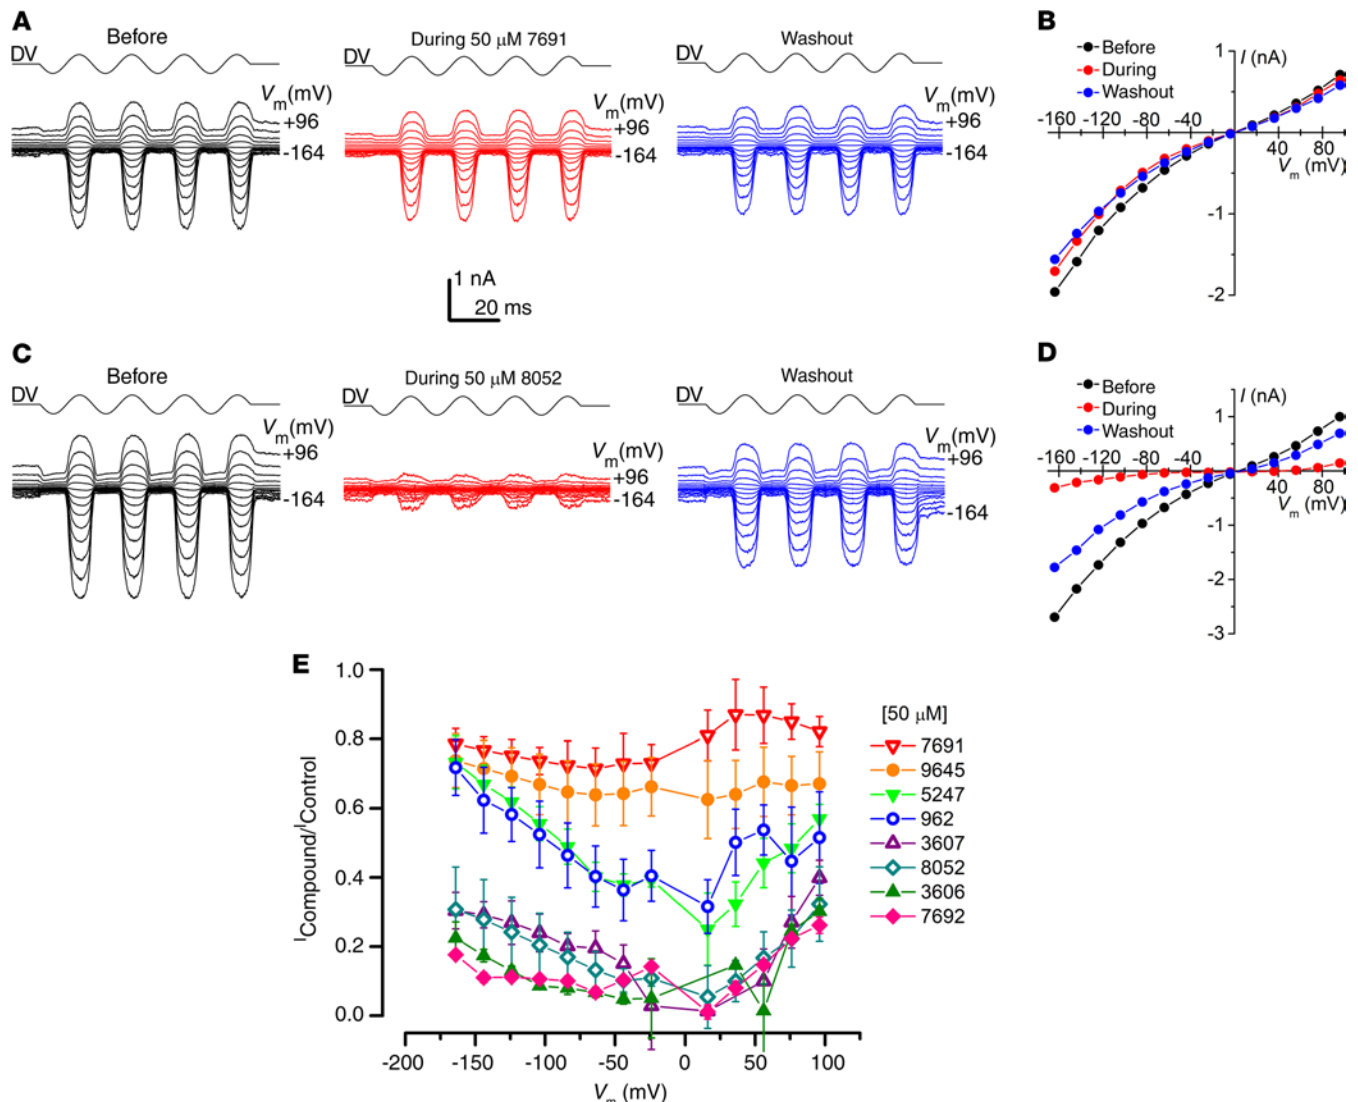 A
Before
During 50 µM 7691
Washout
DV
DV
DV
Vm(mV)
+96
-164
Vm(mV)
+96
-164
Vm(mV)
+96
-164
1 nA
20 ms
B
Before
During
Washout
1
I (nA)
-160 -120 -80 -40
40 80
Vm (mV)
-1
-2
C
Before
During 50 µM 8052
Washout
DV
DV
DV
Vm(mV)
+96
-164
Vm(mV)
+96
-164
Vm(mV)
+96
-164
D
Before
During
Washout
I (nA)
1
-160 -120 -80 -40
40 80
Vm (mV)
-1
-2
-3
E
1.0
0.8
0.6
0.4
0.2
0.0
ICompound/IControl
-200 -150 -100 -50 0 50 100
Vm (mV)
[50 µM]
7691
9645
5247
962
3607
8052
3606
7692